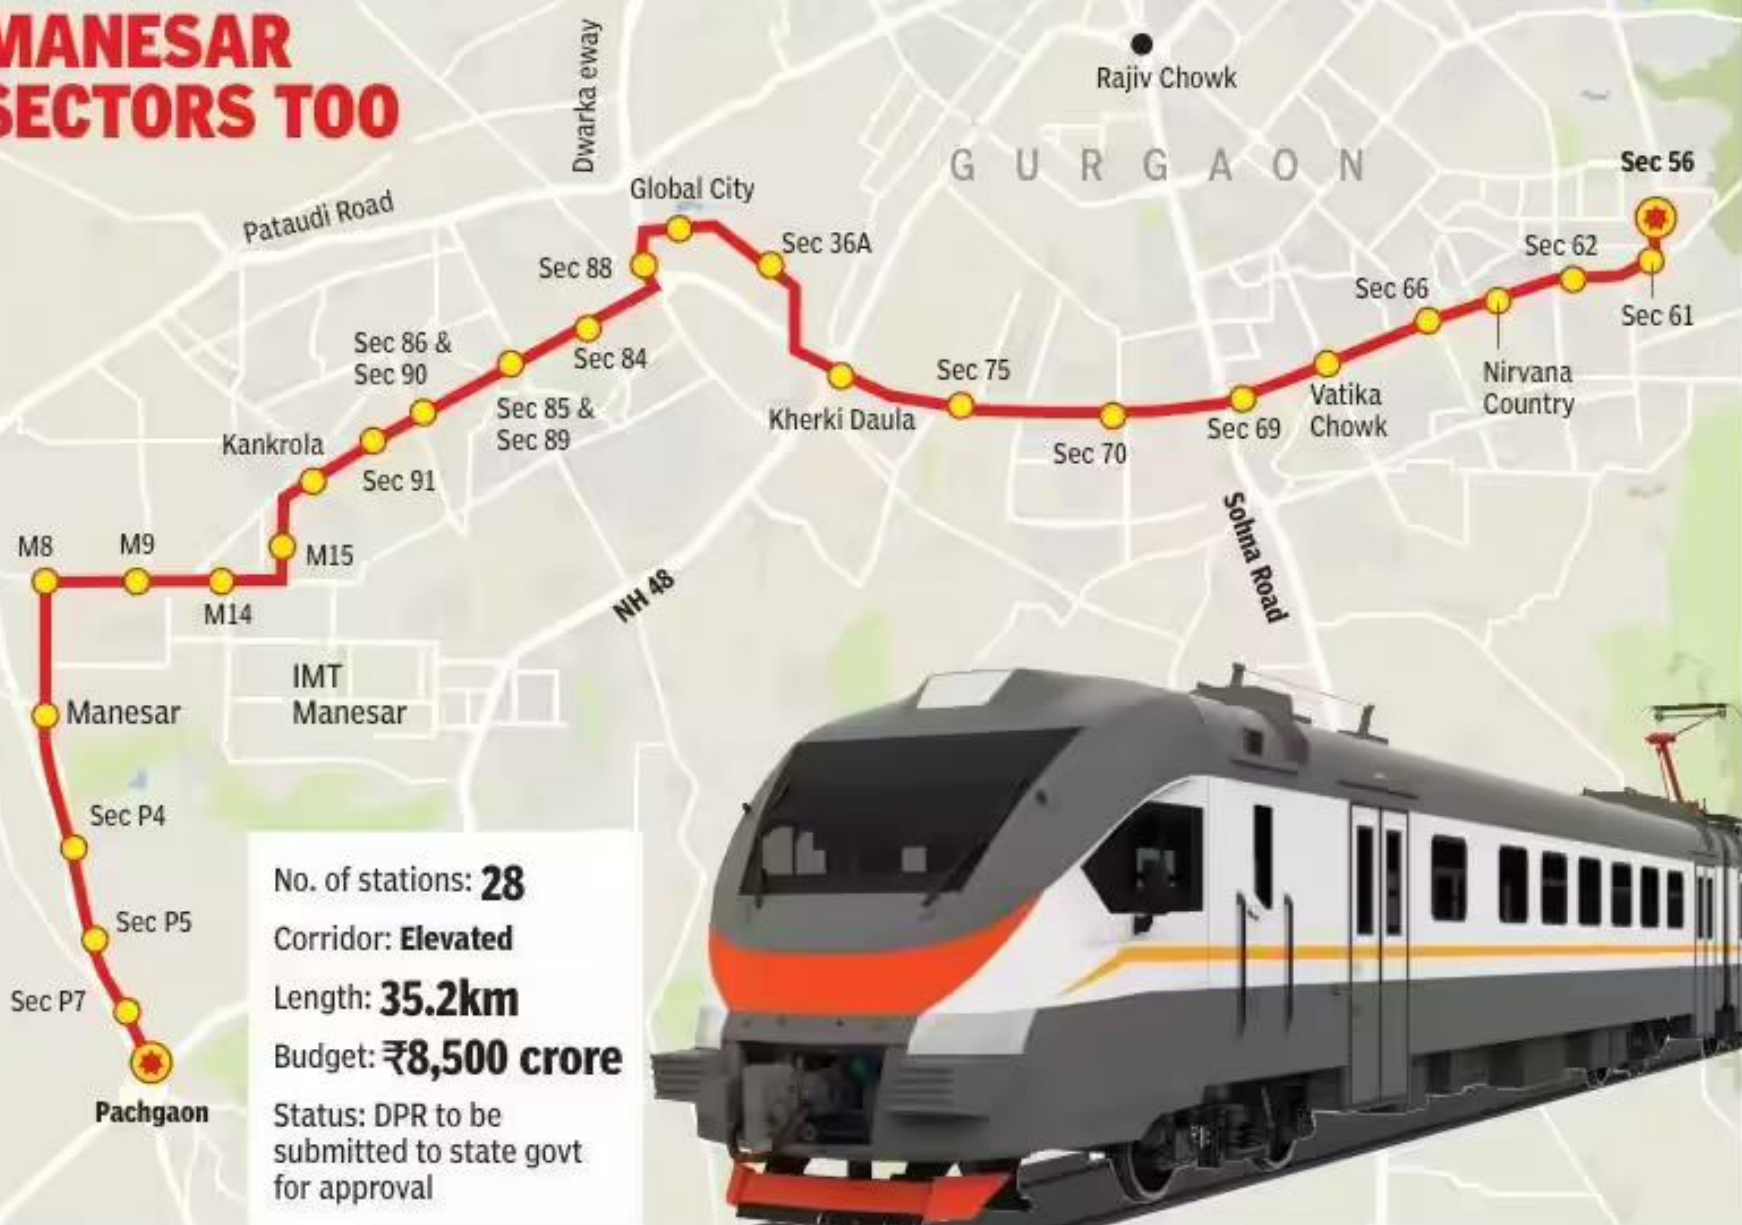 MANESAR
SECTORS TOO
Dwarka eway
Rajiv Chowk
GURGAON
Sec 56
Pataudi Road
Global City
Sec 36A
Sec 88
Sec 62
Sec 66
Sec 61
Sec 86 &
Sec 90
Sec 84
Sec 75
Nirvana
Country
Vatika
Chowk
Sec 85 &
Sec 89
Kherki Daula
Sec 69
Kankrola
Sec 70
Sec 91
Sohna Road
M8
M9
M15
M14
NH 48
IMT
Manesar
Manesar
Sec P4
Sec P5
Sec P7
Pachgaon
No. of stations: 28
Corridor: Elevated
Length: 35.2km
Budget: ₹8,500 crore
Status: DPR to be
submitted to state govt
for approval